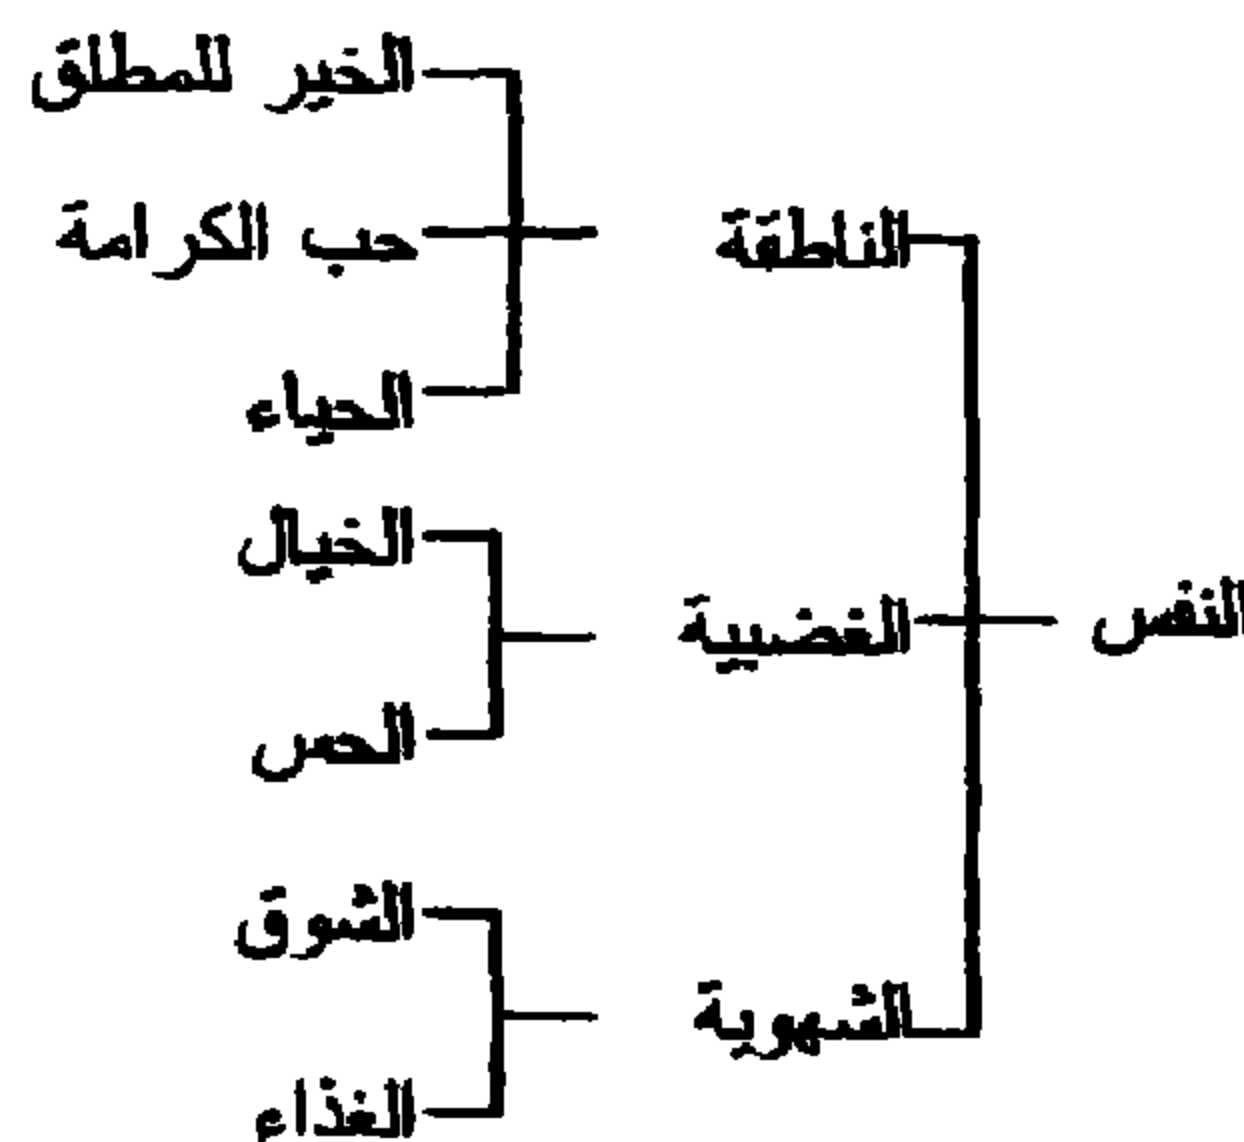 النفس
الناطقة
الخير للمطلق
حب الكرامة
الحياء
الغضبية
الخيال
الحس
الشهوية
الشوق
الغذاء